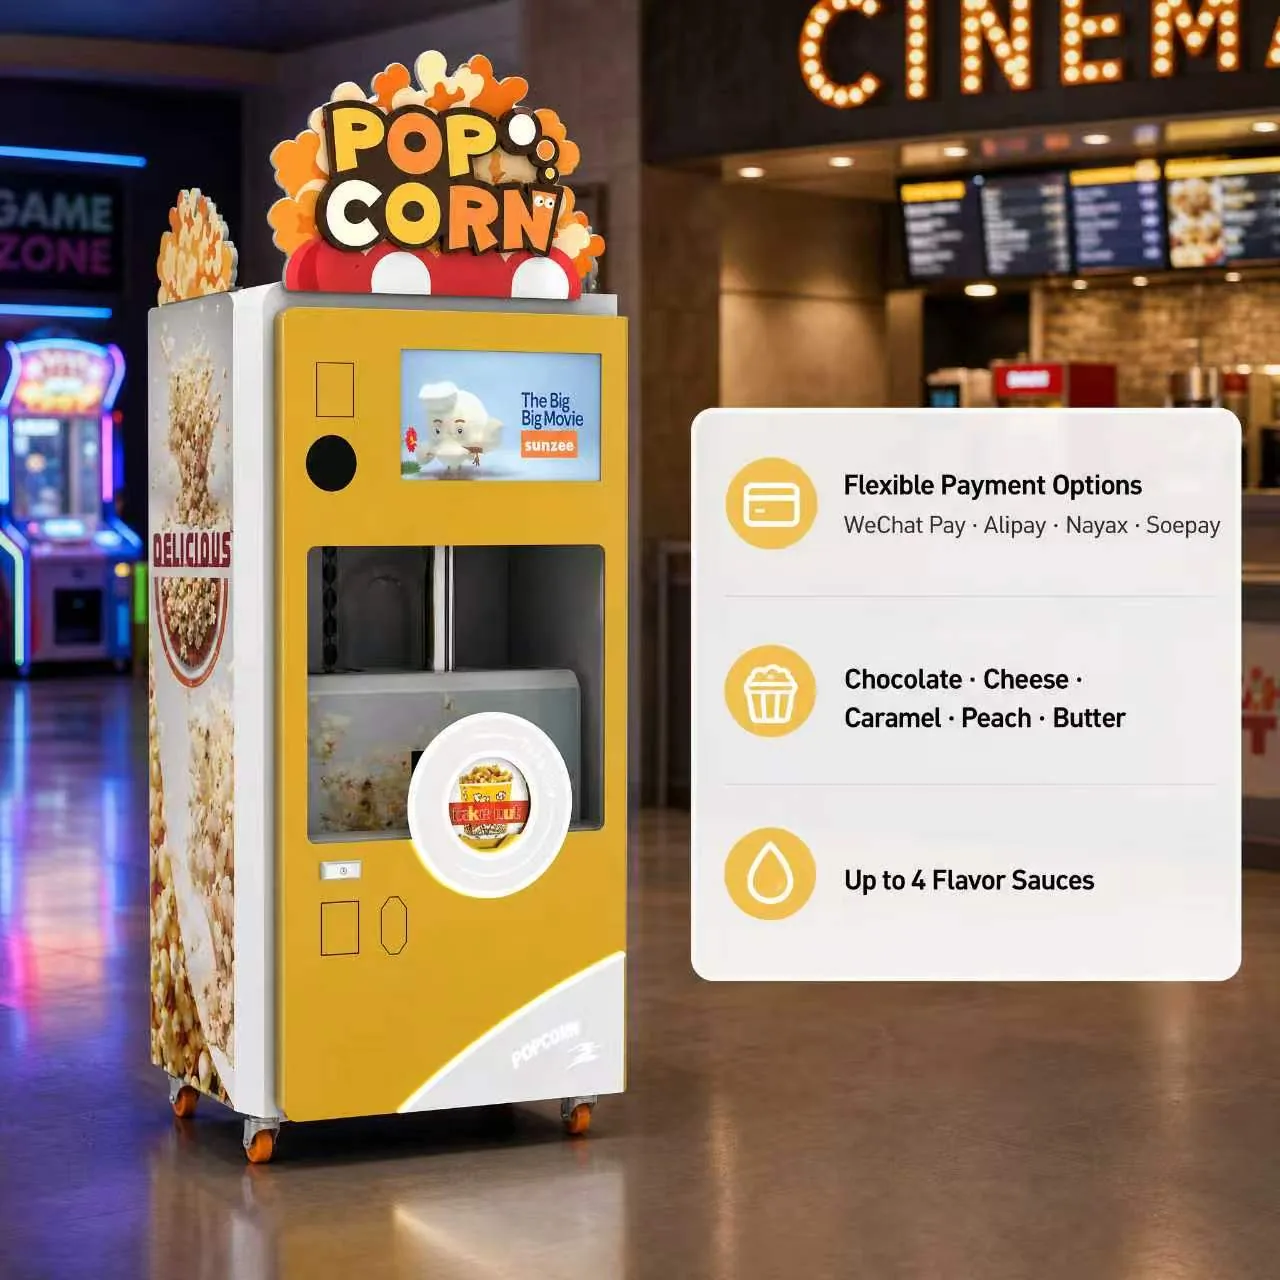 CINEMA
GAME
ZONE
POP
CORN
The Big
Big Movie
sunzee
DELICIOUS
take out
POPCORN
Flexible Payment Options
WeChat Pay · Alipay · Nayax · Soepay
Chocolate · Cheese ·
Caramel · Peach · Butter
Up to 4 Flavor Sauces